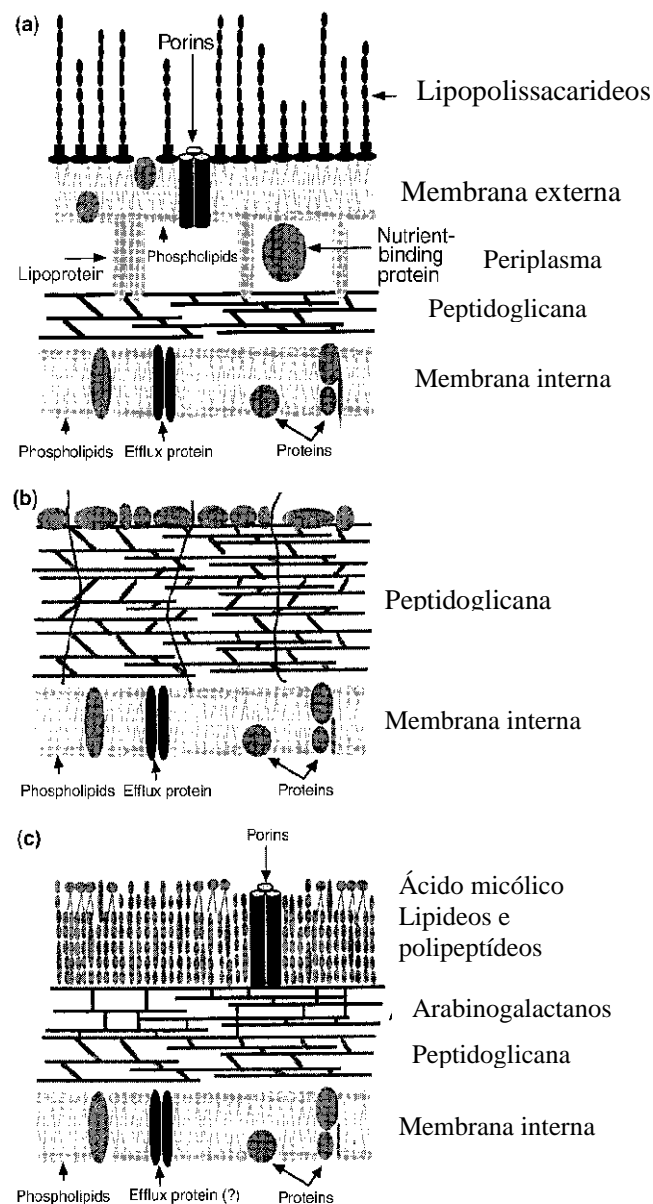 (a)
Porins
Lipopolissacarideos
Membrana externa
Phospholipids
Nutrient-
binding
protein
Lipoprotein
Periplasma
Peptidoglicana
Membrana interna
Phospholipids Efflux protein Proteins
(b)
Peptidoglicana
Membrana interna
Phospholipids Efflux protein Proteins
(c)
Porins
Ácido micólico
Lipideos e
polipeptídeos
Arabinogalactanos
Peptidoglicana
Membrana interna
Phospholipids Efflux protein (?) Proteins